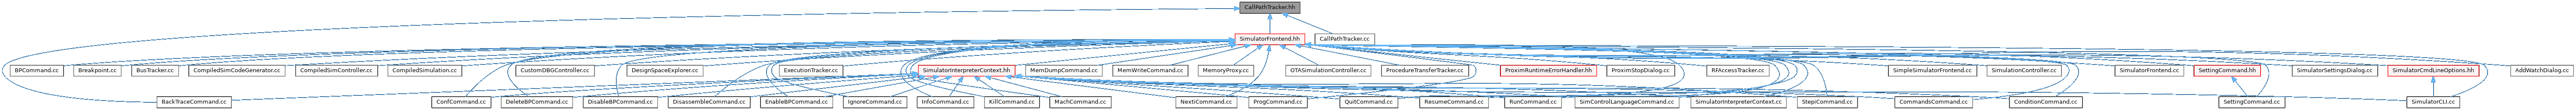 CallPathTracker.hh
SimulatorFrontend.hh
CallPathTracker.cc
BPCommand.cc
Breakpoint.cc
BusTracker.cc
CompiledSimCodeGenerator.cc
CompiledSimController.cc
CompiledSimulation.cc
CustomDBGController.cc
DesignSpaceExplorer.cc
ExecutionTracker.cc
SimulatorInterpreterContext.hh
MemDumpCommand.cc
MemWriteCommand.cc
MemoryProxy.cc
OTASimulationController.cc
ProcedureTransferTracker.cc
ProximRuntimeErrorHandler.hh
ProximStopDialog.cc
RFAccessTracker.cc
SimpleSimulatorFrontend.cc
SimulationController.cc
SimulatorFrontend.cc
SettingCommand.hh
SimulatorSettingsDialog.cc
SimulatorCmdLineOptions.hh
AddWatchDialog.cc
BackTraceCommand.cc
ConfCommand.cc
DeleteBPCommand.cc
DisableBPCommand.cc
DisassembleCommand.cc
EnableBPCommand.cc
IgnoreCommand.cc
InfoCommand.cc
KillCommand.cc
MachCommand.cc
NextiCommand.cc
ProgCommand.cc
QuitCommand.cc
ResumeCommand.cc
RunCommand.cc
SimControlLanguageCommand.cc
SimulatorInterpreterContext.cc
StepiCommand.cc
CommandsCommand.cc
ConditionCommand.cc
SettingCommand.cc
SimulatorCLI.cc